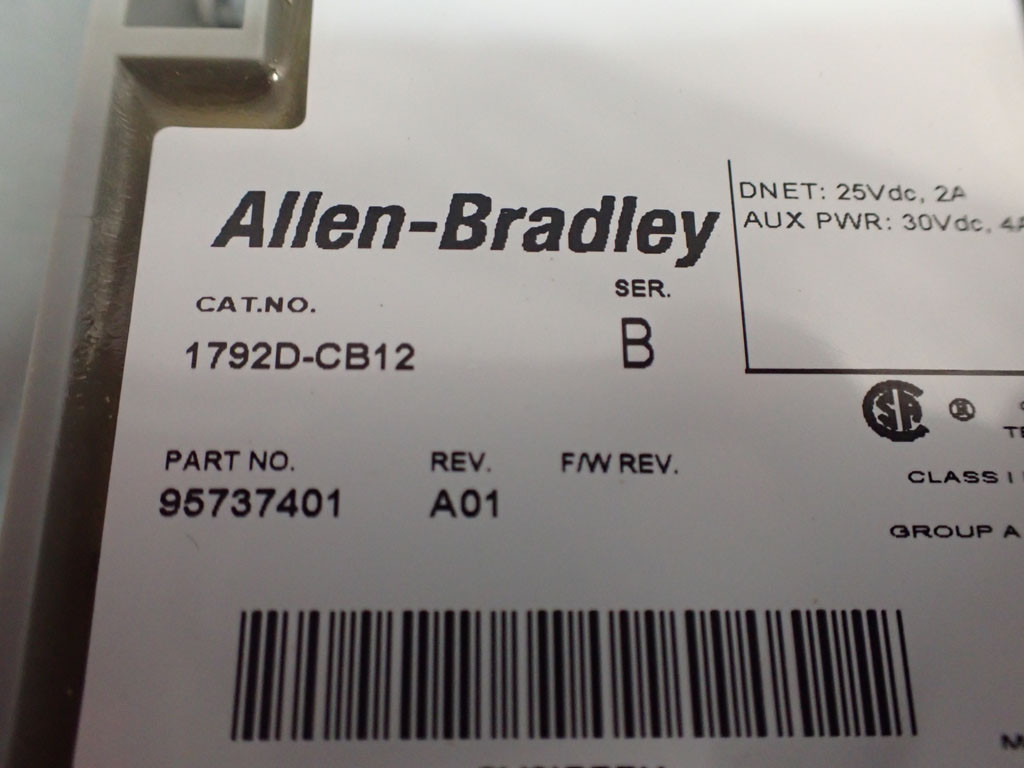 Allen-Bradley
DNET: 25Vdc, 2A
AUX PWR: 30Vdc, 4A
CAT.NO.
SER.
1792D-CB12
B
PART NO.
REV.
F/W REV.
95737401
A01
CLASS I
GROUP A